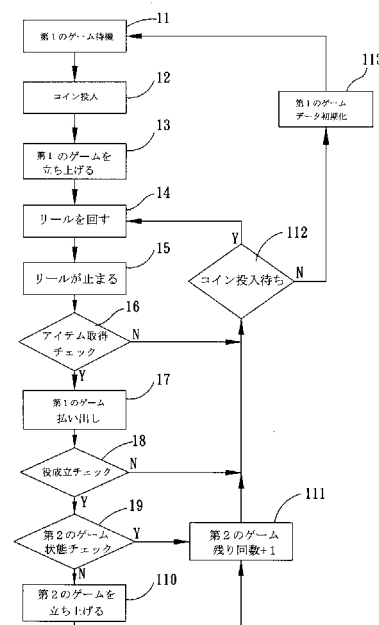 11
第1のゲーム待機
12
コイン投入
13
第1のゲームを
立ち上げる
14
リールを回す
15
リールが止まる
16
アイテム取得
チェック
N
Y
17
第1のゲーム
払い出し
18
役成立チェック
N
Y
19
第2のゲーム
状態チェック
Y
N
110
第2のゲームを
立ち上げる
111
第2のゲーム
残り回数+1
112
コイン投入待ち
Y
N
113
第1のゲーム
データ初期化